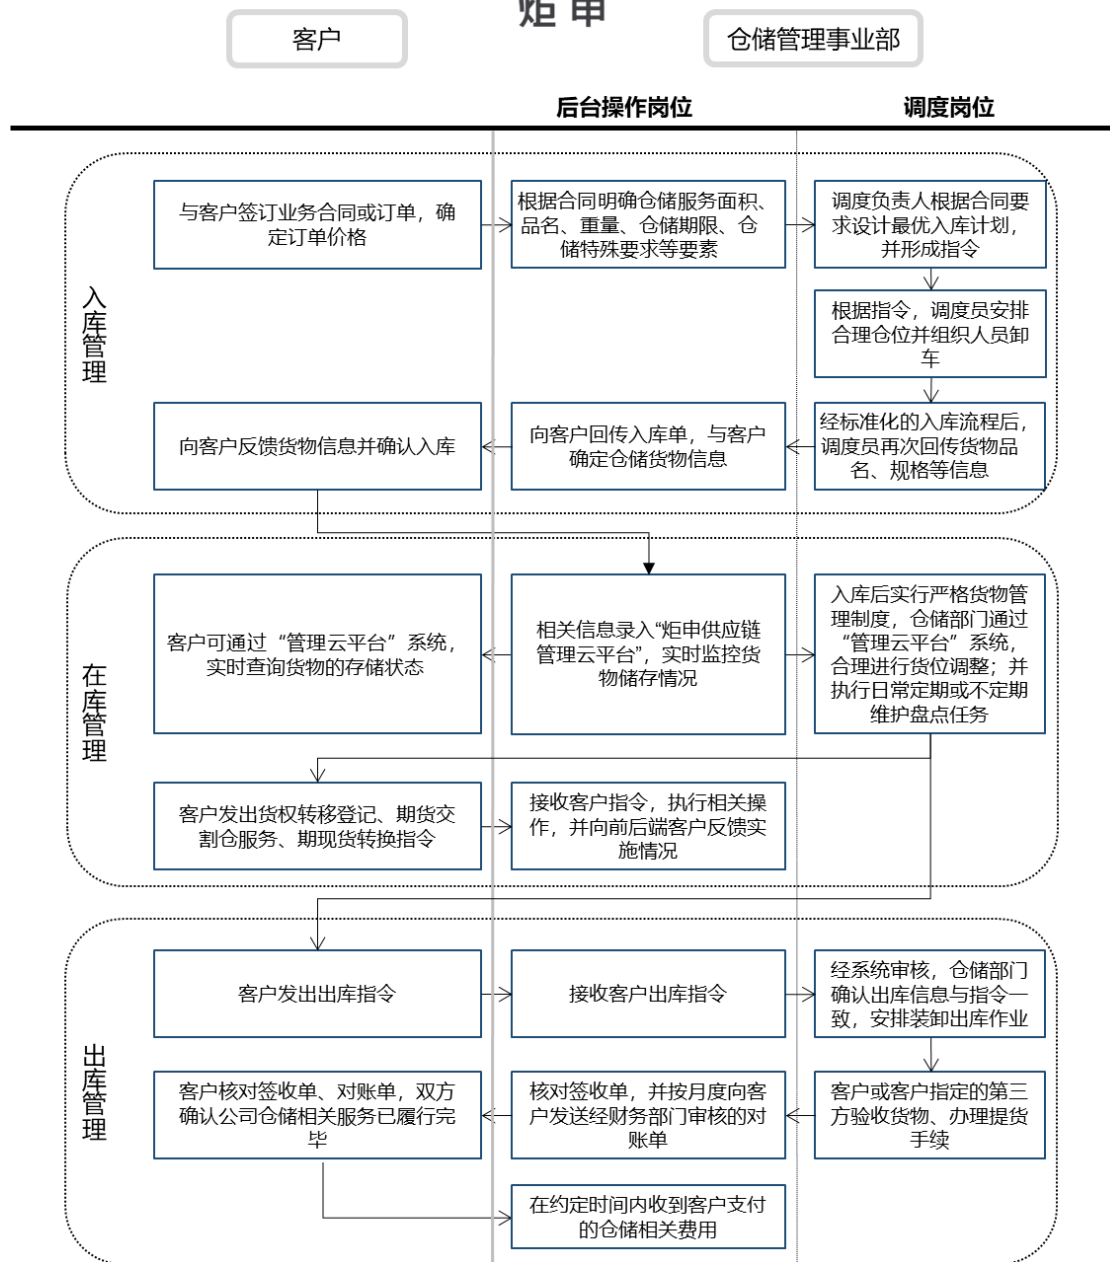 炬申
客户
仓储管理事业部
后台操作岗位
调度岗位
入库管理
与客户签订业务合同或订单，确
定订单价格
根据合同明确仓储服务面积、
品名、重量、仓储期限、仓
储特殊要求等要素
调度负责人根据合同要
求设计最优入库计划，
并形成指令
根据指令，调度员安排
合理仓位并组织人员卸
车
向客户反馈货物信息并确认入库
向客户回传入库单，与客户
确定仓储货物信息
经标准化的入库流程后，
调度员再次回传货物品
名、规格等信息
在库管理
客户可通过“管理云平台”系统，
实时查询货物的存储状态
相关信息录入“炬申供应链
管理云平台”，实时监控货
物储存情况
入库后实行严格货物管
理制度，仓储部门通过
“管理云平台”系统，
合理进行货位调整；并
执行日常定期或不定期
维护盘点任务
客户发出货权转移登记、期货交
割仓服务、期现货转换指令
接收客户指令，执行相关操
作，并向前后端客户反馈实
施情况
出库管理
客户发出出库指令
接收客户出库指令
经系统审核，仓储部门
确认出库信息与指令一
致，安排装卸出库作业
客户核对签收单、对账单，双方
确认公司仓储相关服务已履行完
毕
核对签收单，并按月度向客
户发送经财务部门审核的对
账单
客户或客户指定的第三
方验收货物、办理提货
手续
在约定时间内收到客户支付
的仓储相关费用